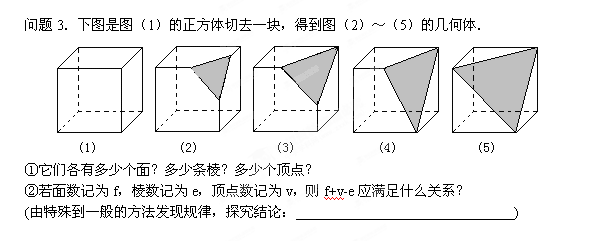 问题 3．下图是图（1）的正方体切去一块，得到图（2）～（5）的几何体．
(1) (2) (3) (4) (5)
①它们各有多少个面？多少条棱？多少个顶点？
②若面数记为 f，棱数记为 e，顶点数记为 v，则 f+v-e 应满足什么关系？
(由特殊到一般的方法发现规律，探究结论：______________________________)